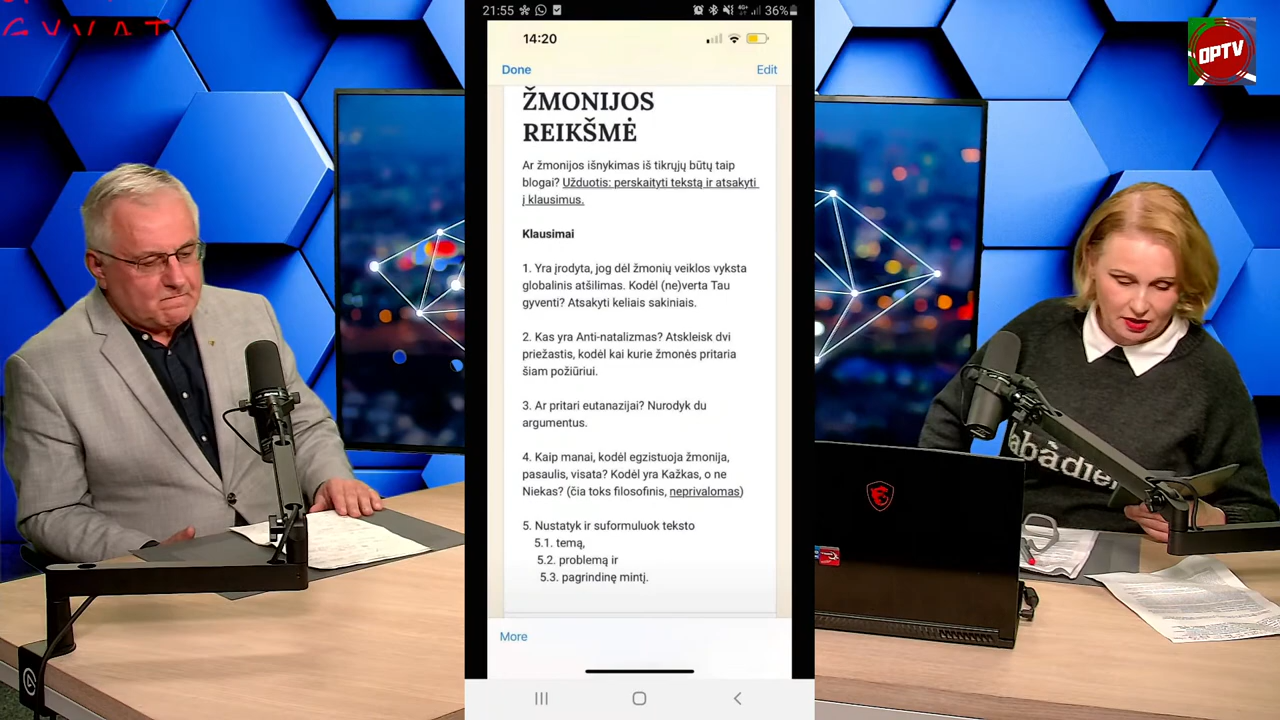 21:55
36%
14:20
Done
Edit
ŽMONIJOS
REIKŠMĖ
Ar žmonijos išnykimas iš tikrųjų būtų taip
blogai? Užduotis: perskaityti tekstą ir atsakyti
į klausimus.
Klausimai
1. Yra įrodyta, jog dėl žmonių veiklos vyksta
globalinis atšilimas. Kodėl (ne)verta Tau
gyventi? Atsakyti keliais sakiniais.
2. Kas yra Anti-natalizmas? Atskleisk dvi
priežastis, kodėl kai kurie žmonės pritaria
šiam požiūriui.
3. Ar pritari eutanazijai? Nurodyk du
argumentus.
4. Kaip manai, kodėl egzistuoja žmonija,
pasaulis, visata? Kodėl yra Kažkas, o ne
Niekas? (čia toks filosofinis, neprivalomas)
5. Nustatyk ir suformuluok teksto
5.1. temą,
5.2. problemą ir
5.3. pagrindinę mintį.
More
OPTV